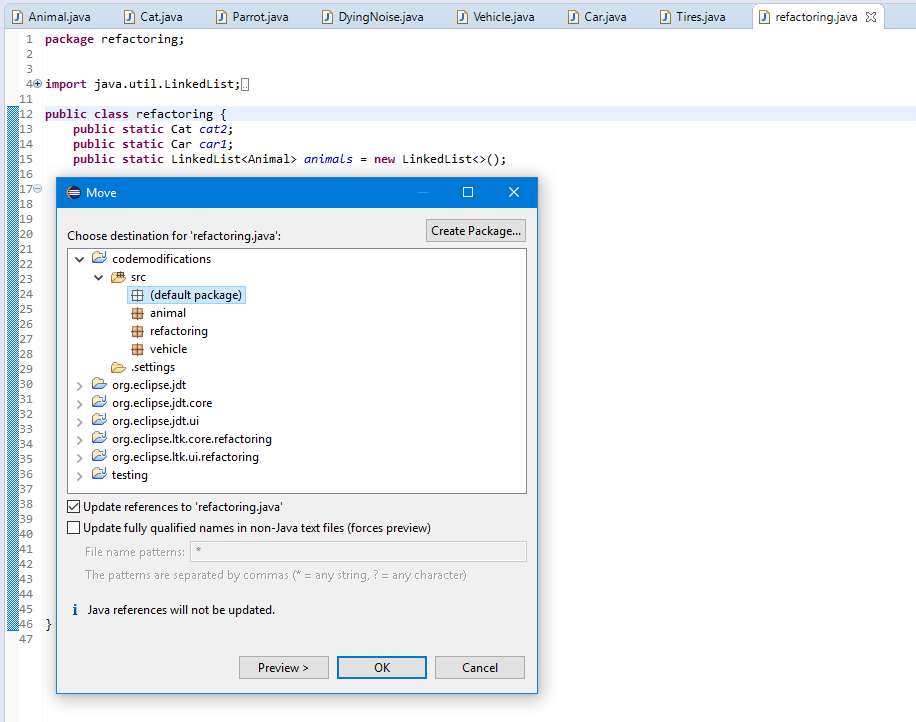 Animal.java Cat.java Parrot.java DyingNoise.java Vehicle.java Car.java Tires.java refactoring.java
1 package refactoring;
2
3
4 import java.util.LinkedList;
11
12 public class refactoring {
13 public static Cat cat2;
14 public static Car car1;
15 public static LinkedList<Animal> animals = new LinkedList<>();
16
17
18
19
20
21
22
23
24
25
26
27
28
29
30
31
32
33
34
35
36
37
38
39
40
41
42
43
44
45
46 }
47
Move
Choose destination for 'refactoring.java':
Create Package...
codemodifications
src
(default package)
animal
refactoring
vehicle
.settings
org.eclipse.jdt
org.eclipse.jdt.core
org.eclipse.jdt.ui
org.eclipse.ltk.core.refactoring
org.eclipse.ltk.ui.refactoring
testing
Update references to 'refactoring.java'
Update fully qualified names in non-Java text files (forces preview)
File name patterns: *
The patterns are separated by commas (* = any string, ? = any character)
Java references will not be updated.
Preview > OK Cancel